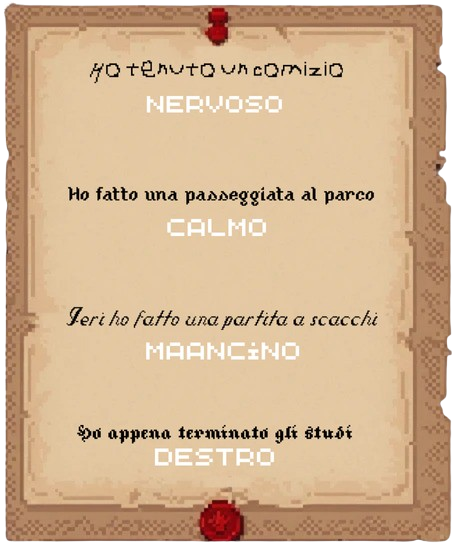 Ho tenuto un comizio
NERVOSO
Ho fatto una passeggiata al parco
CALMO
Ieri ho fatto una partita a scacchi
MAANCiNO
Ho appena terminato gli studi
DESTRO